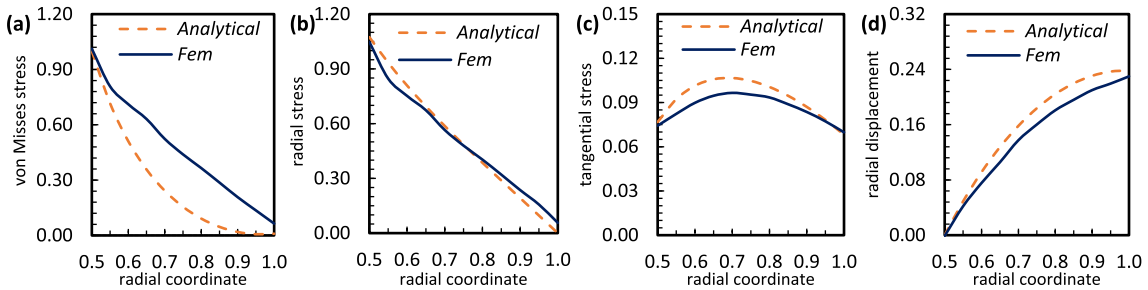 (a)
von Misses stress
1.20
0.90
0.60
0.30
0.00
Analytical
Fem
0.5 0.6 0.7 0.8 0.9 1.0
radial coordinate
(b)
radial stress
1.20
0.90
0.60
0.30
0.00
Analytical
Fem
0.5 0.6 0.7 0.8 0.9 1.0
radial coordinate
(c)
tangential stress
0.15
0.12
0.09
0.06
0.03
0.00
Analytical
Fem
0.5 0.6 0.7 0.8 0.9 1.0
radial coordinate
(d)
radial displacement
0.32
0.24
0.16
0.08
0.00
Analytical
Fem
0.5 0.6 0.7 0.8 0.9 1.0
radial coordinate